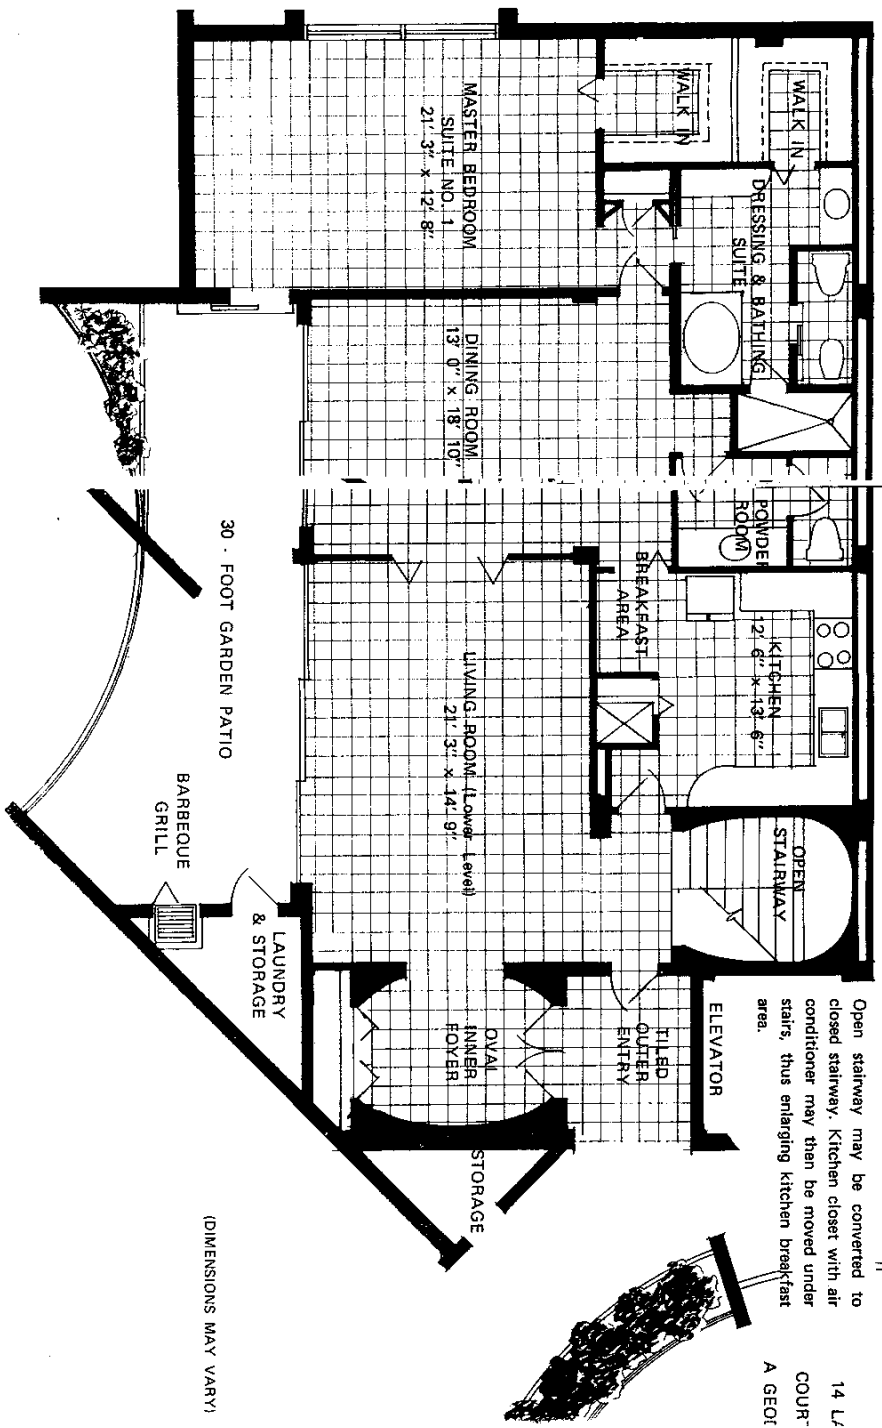 WALK IN
WALK IN
MASTER BEDROOM
SUITE NO. 1
21' 3" x 12' 8"
DRESSING & BATHING
SUITE
DINING ROOM
13' 0" x 18' 10"
POWDER
ROOM
BREAKFAST
AREA
KITCHEN
12' 6" x 13' 6"
30 - FOOT GARDEN PATIO
LIVING ROOM (Lower Level)
21' 3" x 14' 9"
OPEN
STAIRWAY
BARBEQUE
GRILL
LAUNDRY
& STORAGE
ELEVATOR
TILED
OUTER
ENTRY
OVAL
INNER
FOYER
STORAGE
Open stairway may be converted to
closed stairway. Kitchen closet with air
conditioner may then be moved under
stairs, thus enlarging kitchen breakfast
area.
(DIMENSIONS MAY VARY)
14 LA
COUR
A GEO